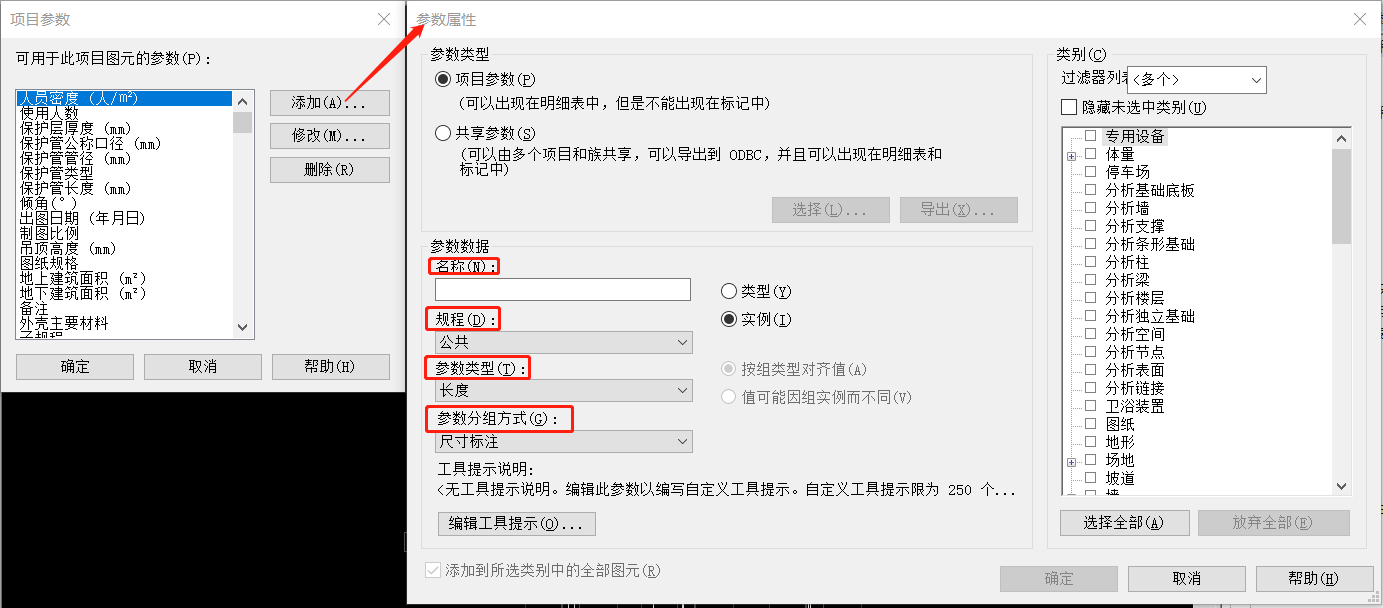 项目参数
可用于此项目图元的参数(P)：
人员密度 (人/m²)
使用人数
保护层厚度 (mm)
保护管公称口径 (mm)
保护管管径 (mm)
保护管类型
保护管长度 (mm)
倾角(°)
出图日期 (年月日)
制图比例
吊顶高度 (mm)
图纸规格
地上建筑面积 (m²)
地下建筑面积 (m²)
备注
外壳主要材料
子规程
添加(A)...
修改(M)...
删除(R)
确定
取消
帮助(H)
参数属性
参数类型
项目参数(P)
(可以出现在明细表中，但是不能出现在标记中)
共享参数(S)
(可以由多个项目和族共享，可以导出到 ODBC，并且可以出现在明细表和
标记中)
选择(L)...
导出(X)...
参数数据
名称(N)：
类型(Y)
规程(D)：
实例(I)
公共
参数类型(T)：
按组类型对齐值(A)
长度
值可能因组实例而不同(V)
参数分组方式(G)：
尺寸标注
工具提示说明:
<无工具提示说明。编辑此参数以编写自定义工具提示。自定义工具提示限为 250 个...
编辑工具提示(O)...
添加到所选类别中的全部图元(R)
类别(C)
过滤器列表
<多个>
隐藏未选中类别(U)
专用设备
体量
停车场
分析基础底板
分析墙
分析支撑
分析条形基础
分析柱
分析梁
分析楼层
分析独立基础
分析空间
分析节点
分析表面
分析链接
卫浴装置
图纸
地形
场地
坡道
墙
选择全部(A)
放弃全部(E)
确定
取消
帮助(H)